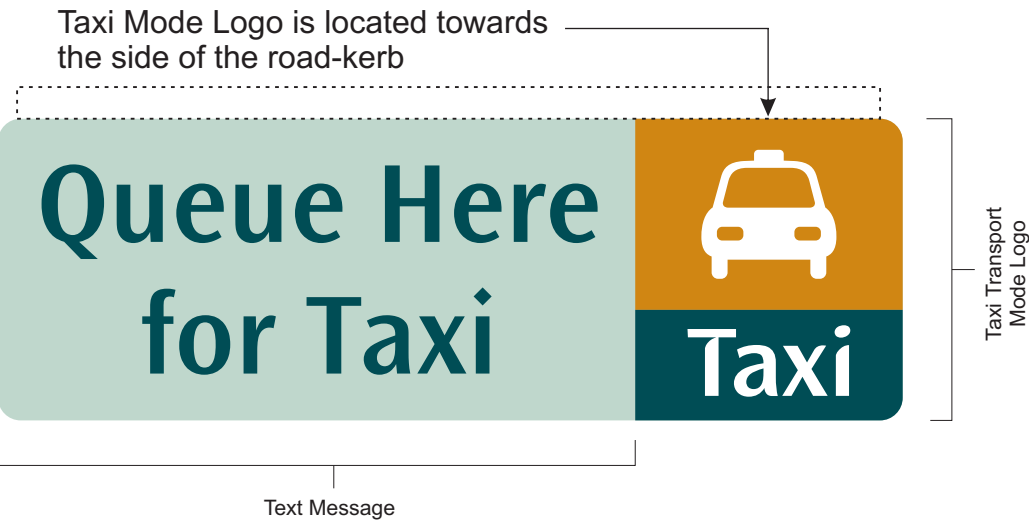 Taxi Mode Logo is located towards
the side of the road-kerb
Queue Here
for Taxi
Taxi
Taxi Transport
Mode Logo
Text Message